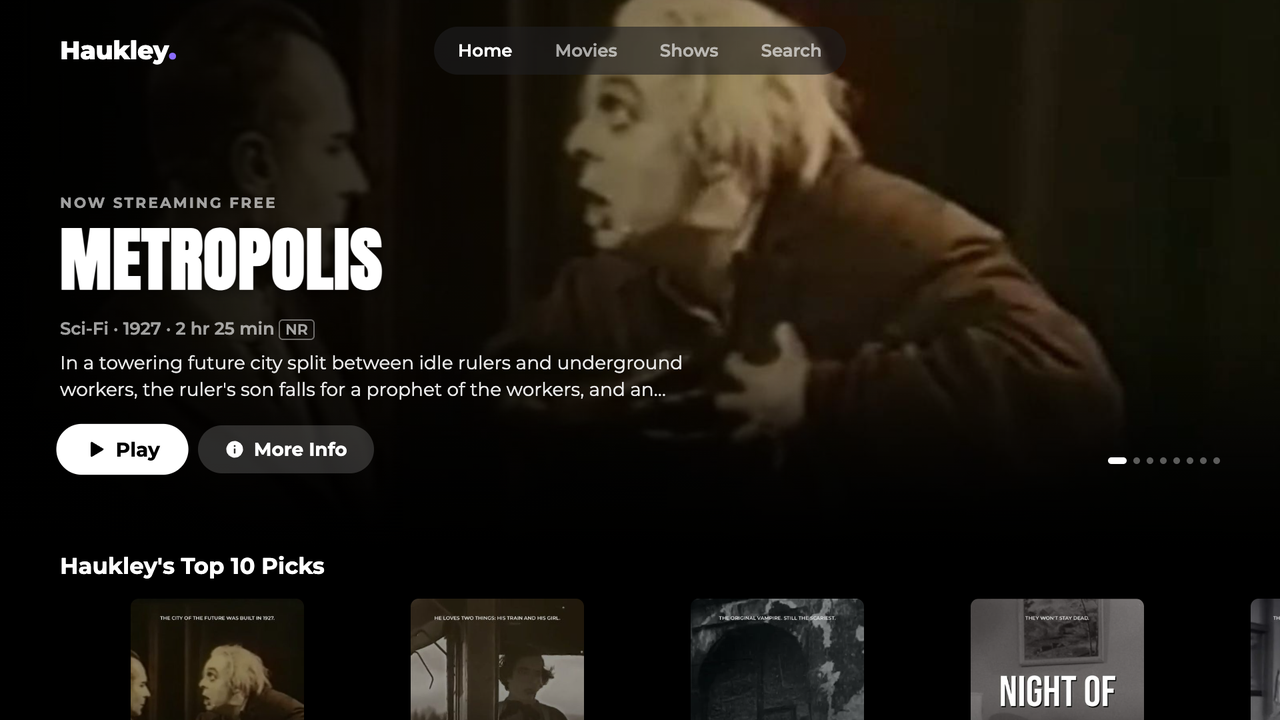 Haukley.
Home Movies Shows Search
NOW STREAMING FREE
METROPOLIS
Sci-Fi · 1927 · 2 hr 25 min NR
In a towering future city split between idle rulers and underground
workers, the ruler's son falls for a prophet of the workers, and an...
Play More Info
Haukley's Top 10 Picks
THE CITY OF THE FUTURE WAS BUILT IN 1927.
HE LOVES TWO THINGS: HIS TRAIN AND HIS GIRL.
THE ORIGINAL VAMPIRE. STILL THE SCARIEST.
THEY WON'T STAY DEAD.
NIGHT OF